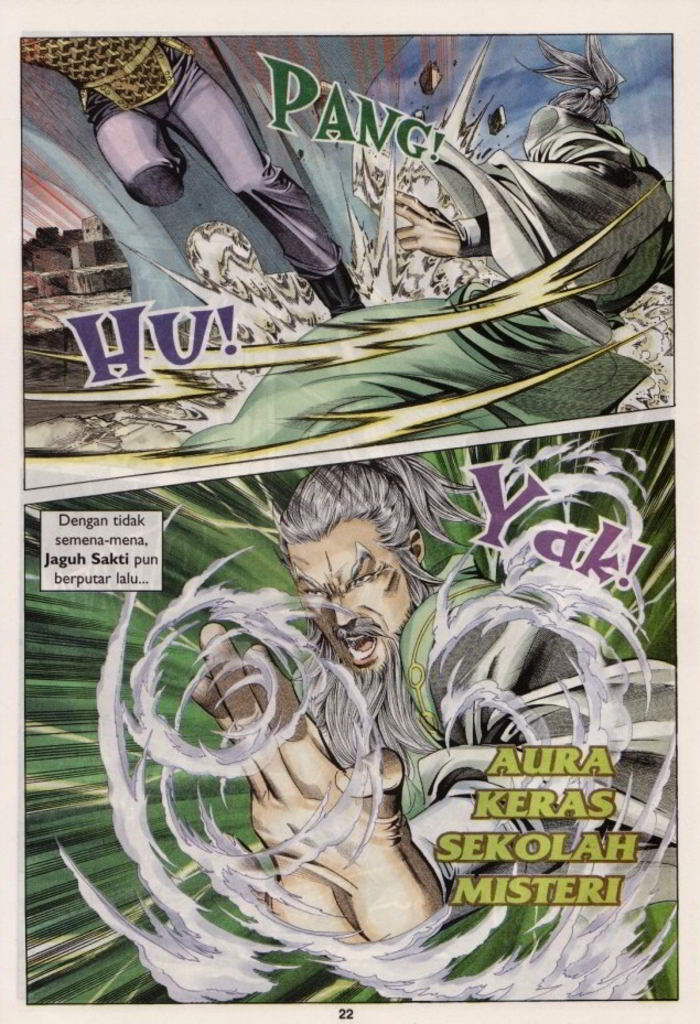 PANG!
HU!
Dengan tidak
semena-mena,
Jaguh Sakti pun
berputar lalu...
Yak!
AURA
KERAS
SEKOLAH
MISTERI
22